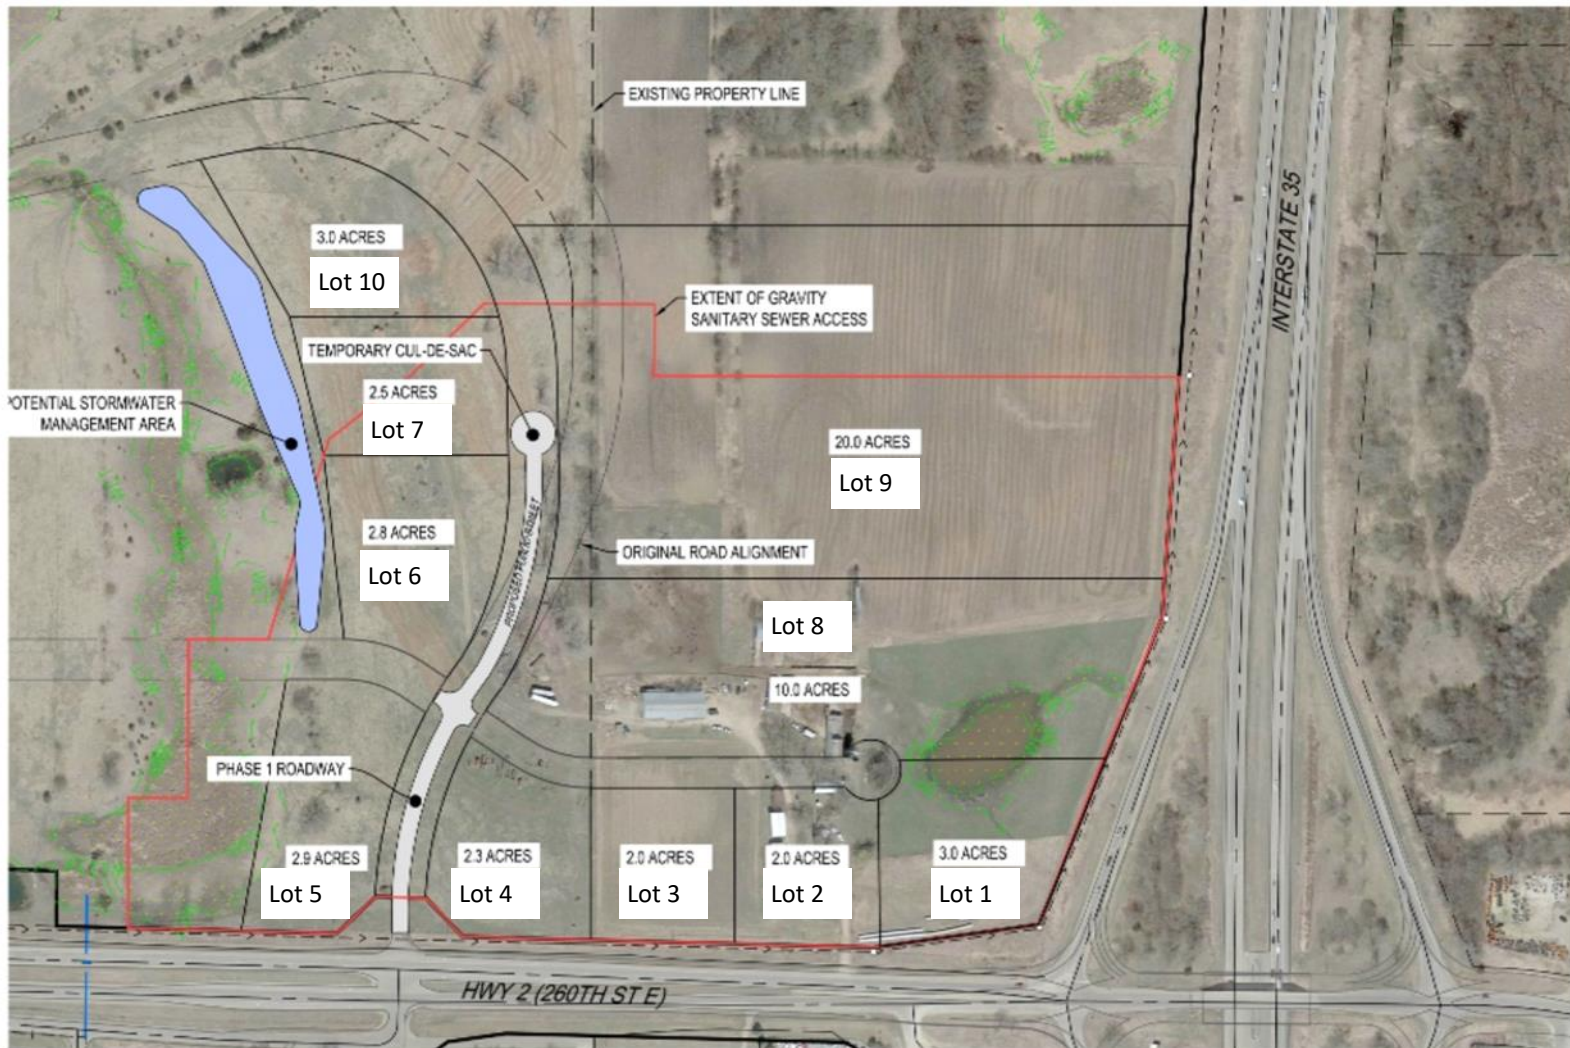 EXISTING PROPERTY LINE
INTERSTATE 35
3.0 ACRES
Lot 10
EXTENT OF GRAVITY
SANITARY SEWER ACCESS
TEMPORARY CUL-DE-SAC
2.5 ACRES
Lot 7
POTENTIAL STORMWATER
MANAGEMENT AREA
20.0 ACRES
Lot 9
2.8 ACRES
Lot 6
ORIGINAL ROAD ALIGNMENT
PROPOSED
Lot 8
10.0 ACRES
PHASE 1 ROADWAY
2.9 ACRES
Lot 5
2.3 ACRES
Lot 4
2.0 ACRES
Lot 3
2.0 ACRES
Lot 2
3.0 ACRES
Lot 1
HWY 2 (260TH ST E)